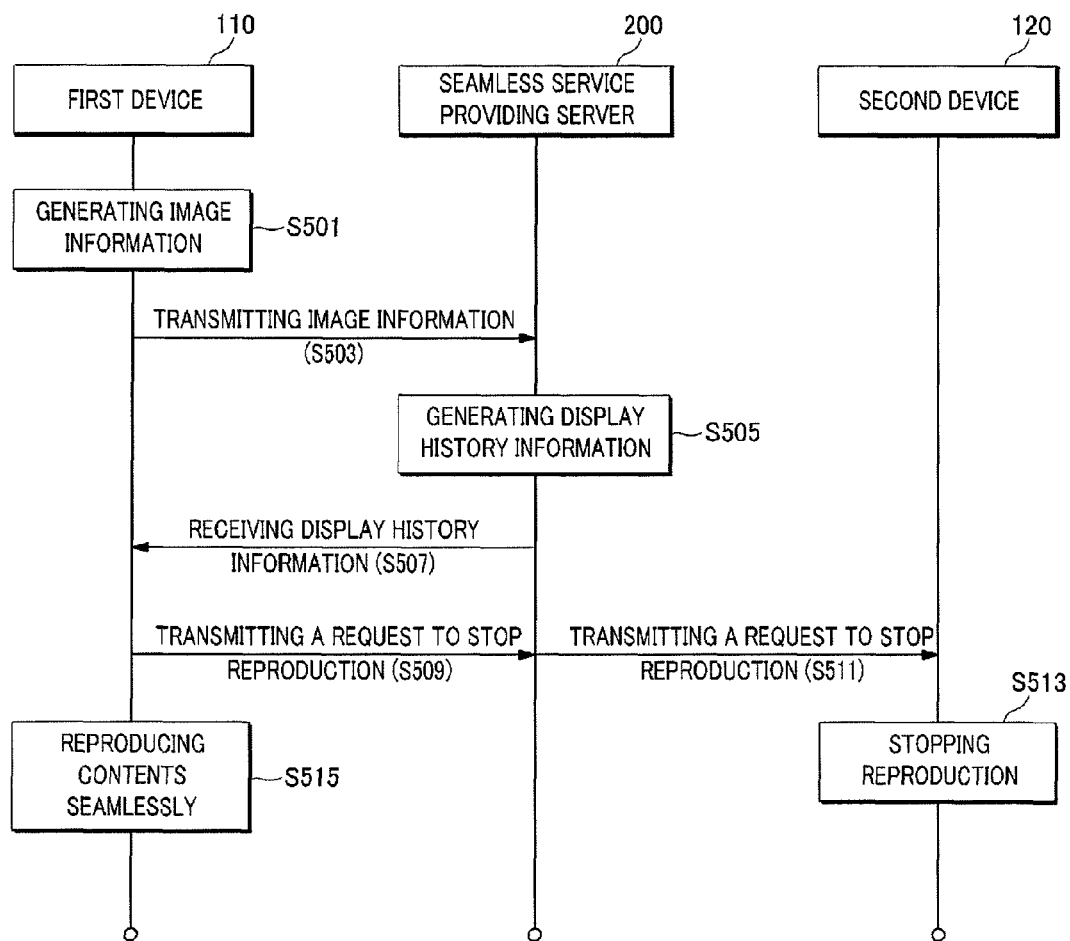 110
200
120
FIRST DEVICE
SEAMLESS SERVICE
PROVIDING SERVER
SECOND DEVICE
GENERATING IMAGE
INFORMATION
S501
TRANSMITTING IMAGE INFORMATION
(S503)
GENERATING DISPLAY
HISTORY INFORMATION
S505
RECEIVING DISPLAY HISTORY
INFORMATION (S507)
TRANSMITTING A REQUEST TO STOP
REPRODUCTION (S509)
TRANSMITTING A REQUEST TO STOP
REPRODUCTION (S511)
S513
REPRODUCING
CONTENTS
SEAMLESSLY
S515
STOPPING
REPRODUCTION